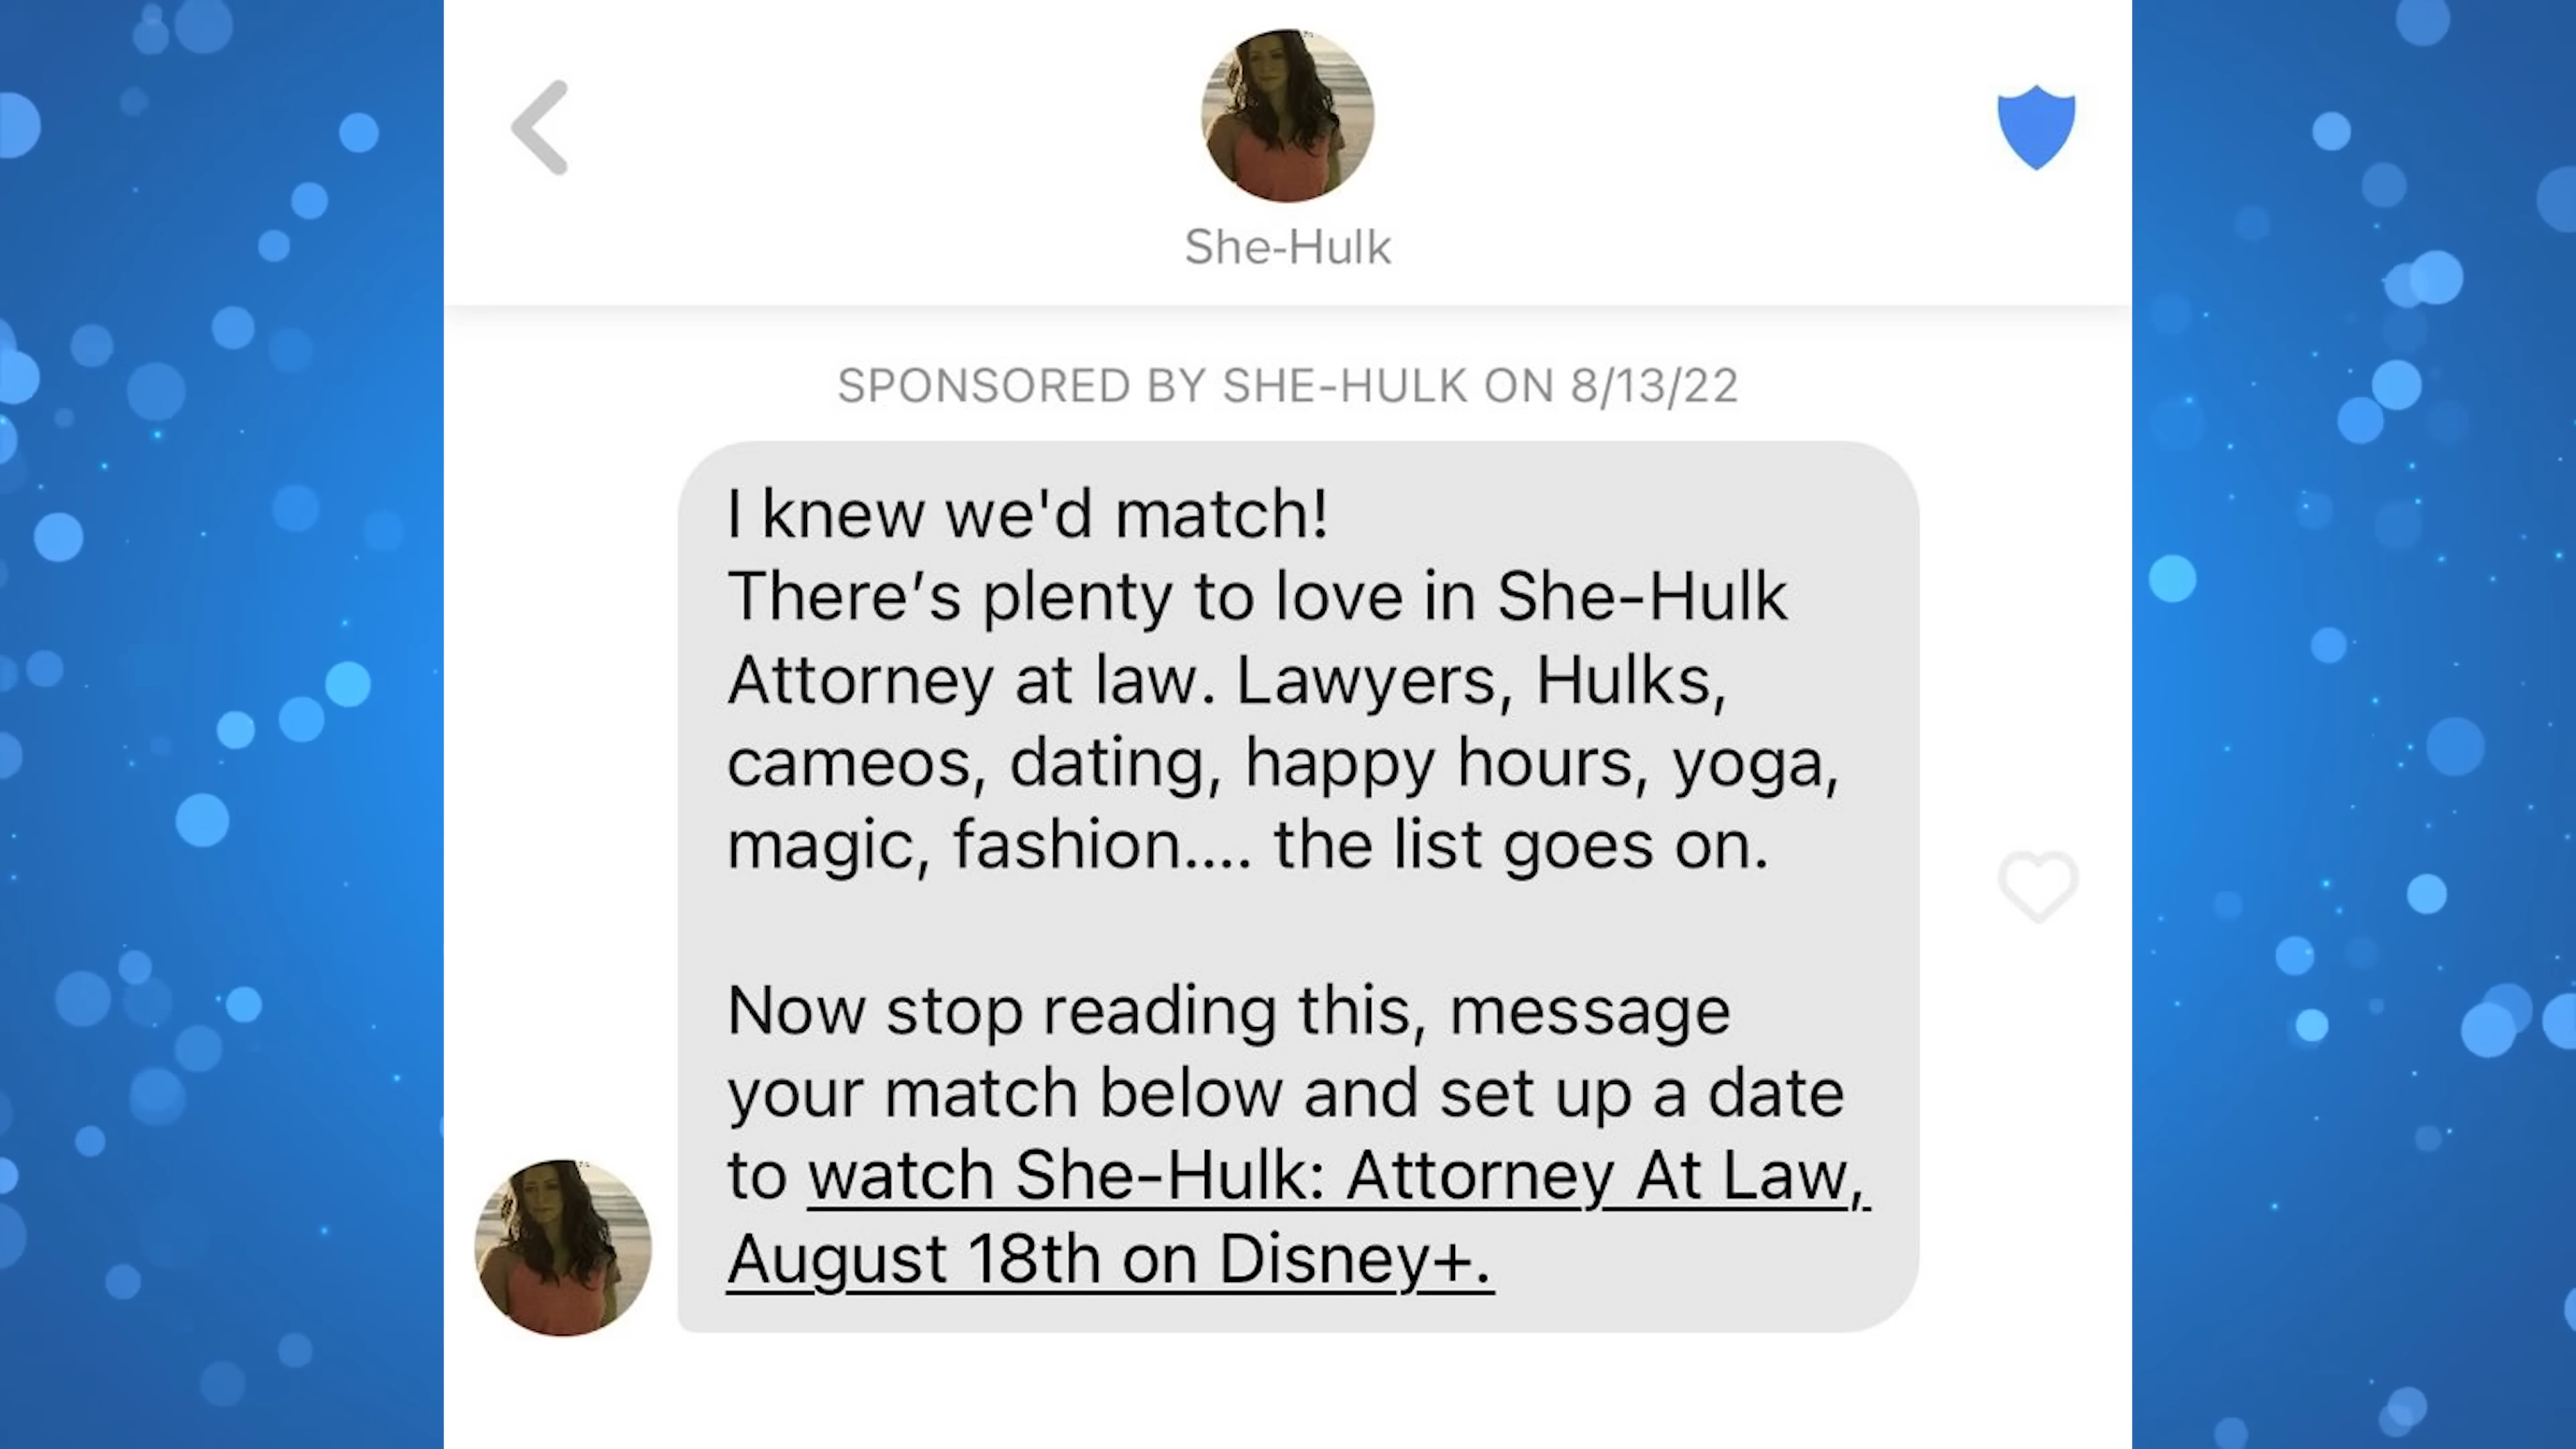 She-Hulk
SPONSORED BY SHE-HULK ON 8/13/22
I knew we'd match!
There’s plenty to love in She-Hulk
Attorney at law. Lawyers, Hulks,
cameos, dating, happy hours, yoga,
magic, fashion.... the list goes on.
Now stop reading this, message
your match below and set up a date
to watch She-Hulk: Attorney At Law,
August 18th on Disney+.